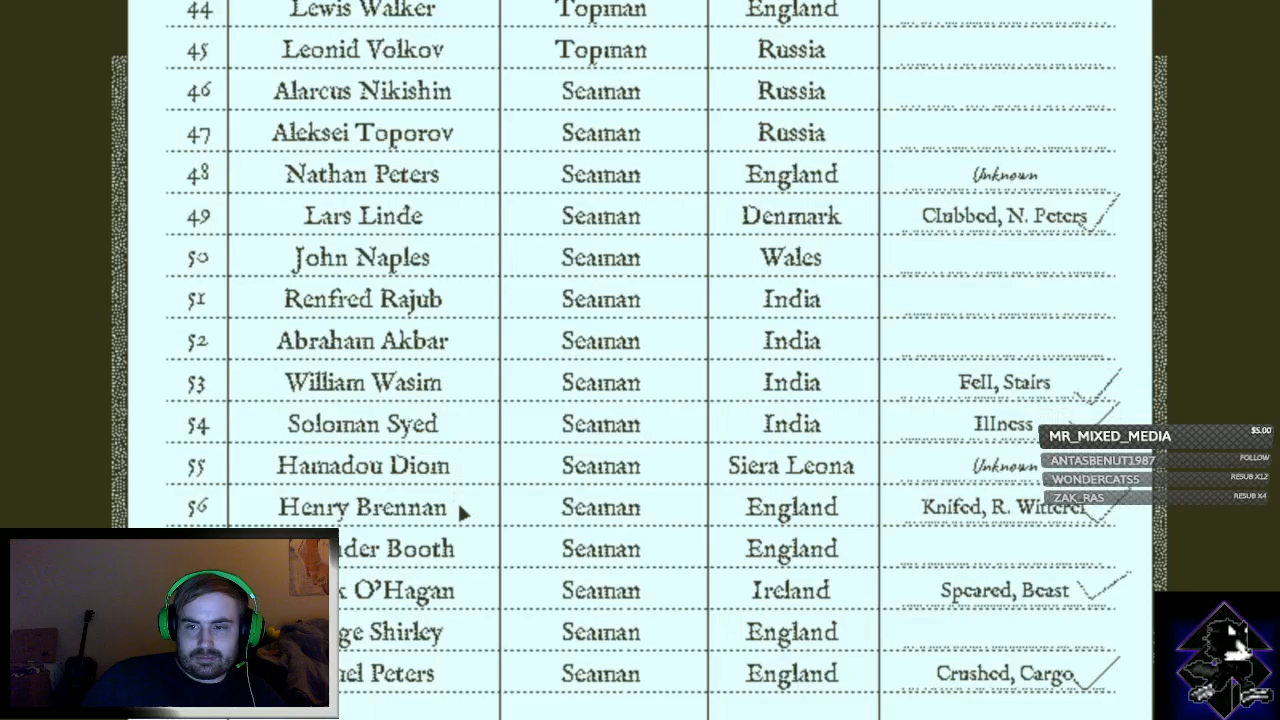 44 Lewis Walker Topman England
45 Leonid Volkov Topman Russia
46 Alarcus Nikishin Seaman Russia
47 Aleksei Toporov Seaman Russia
48 Nathan Peters Seaman England Unknown
49 Lars Linde Seaman Denmark Clubbed, N. Peters
50 John Naples Seaman Wales
51 Renfred Rajub Seaman India
52 Abraham Akbar Seaman India
53 William Wasim Seaman India Fell, Stairs
54 Soloman Syed Seaman India Illness
MR_MIXED_MEDIA $5.00
55 Hamadou Diom Seaman Siera Leona Unknown
ANTASBENUT1987 FOLLOW
WONDERCATS5 RESUB X12
56 Henry Brennan Seaman England Knifed, R. Witterel
ZAK_RAS RESUB X4
nder Booth Seaman England
k O'Hagan Seaman Ireland Speared, Beast
ge Shirley Seaman England
uel Peters Seaman England Crushed, Cargo